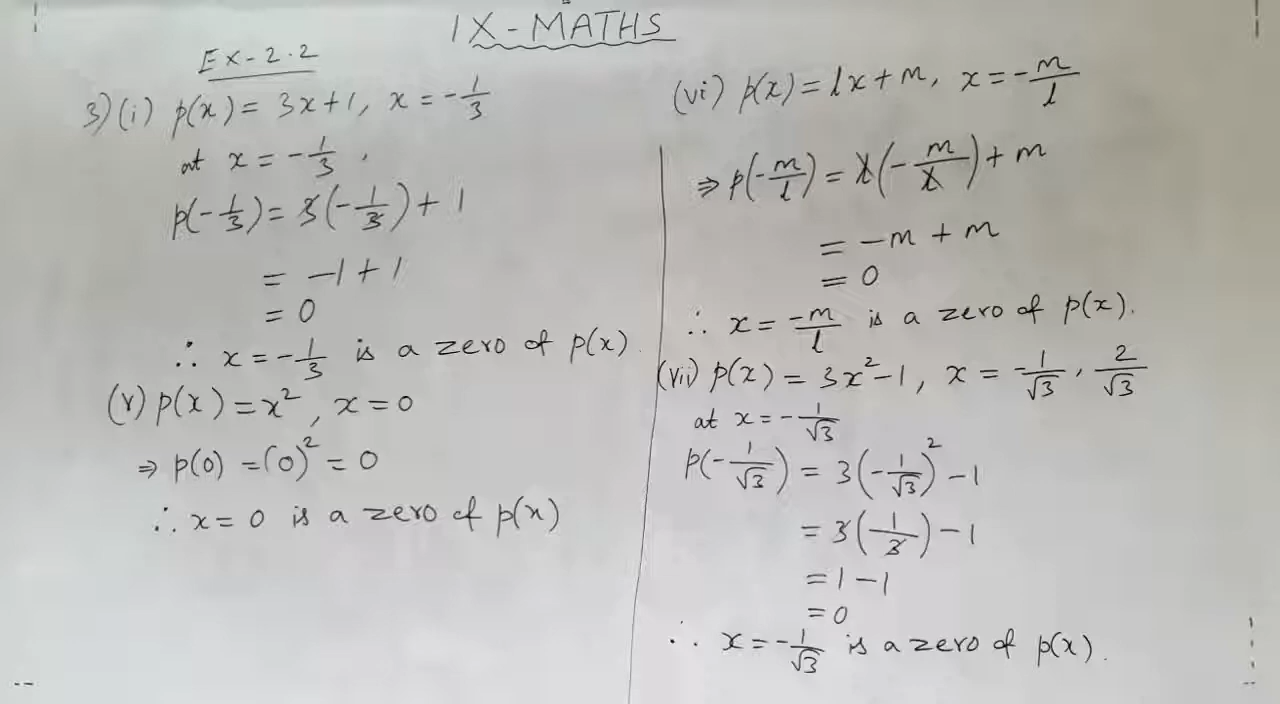 IX-MATHS
Ex-2.2
3)(i) p(x) = 3x+1, x = -1/3
at x = -1/3,
p(-1/3) = 3(-1/3) + 1
= -1+1
= 0
∴ x = -1/3 is a zero of p(x)
(v) p(x) = x², x = 0
⇒ p(0) = (0)² = 0
∴ x = 0 is a zero of p(x)
(vi) p(x) = lx + m, x = -m/l
⇒ p(-m/l) = l(-m/l) + m
= -m + m
= 0
∴ x = -m/l is a zero of p(x).
(vii) p(x) = 3x²-1, x = -1/√3, 2/√3
at x = -1/√3
p(-1/√3) = 3(-1/√3)² - 1
= 3(1/3) - 1
= 1-1
= 0
∴ x = -1/√3 is a zero of p(x).